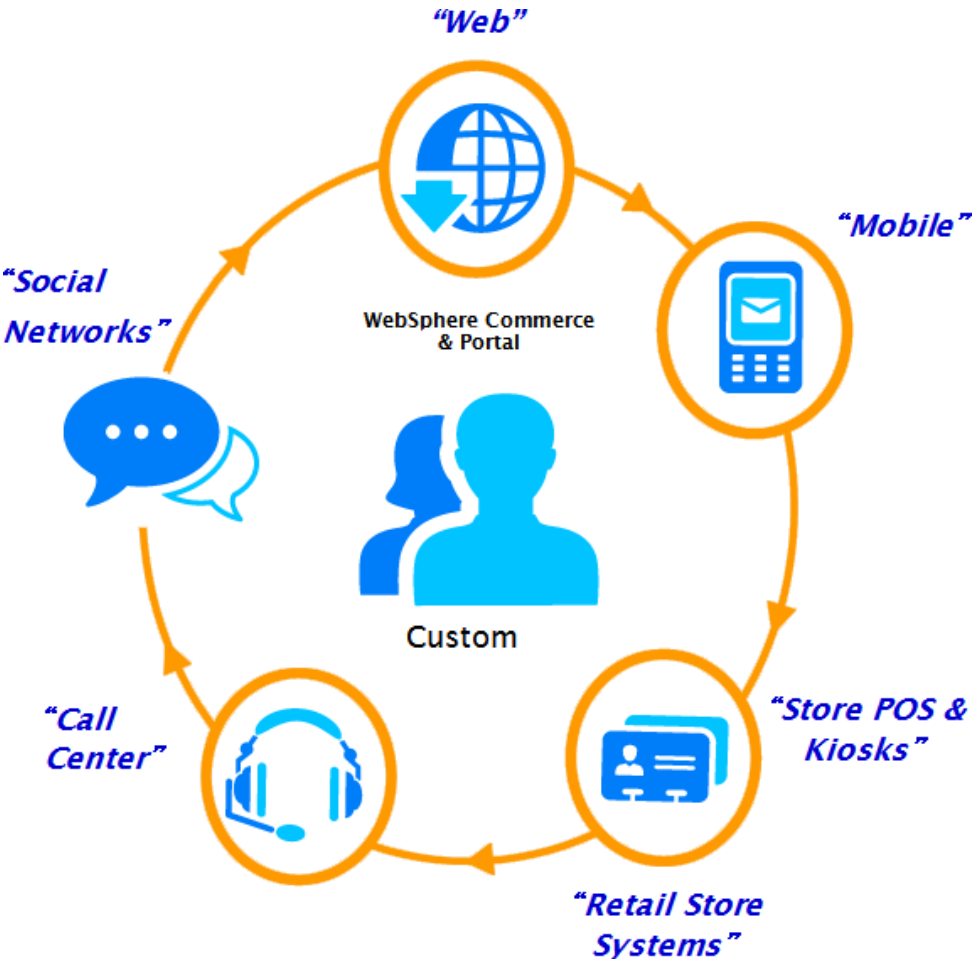 “Web”
“Mobile”
“Social
Networks”
WebSphere Commerce
& Portal
Custom
“Store POS &
Kiosks”
“Call
Center”
“Retail Store
Systems”